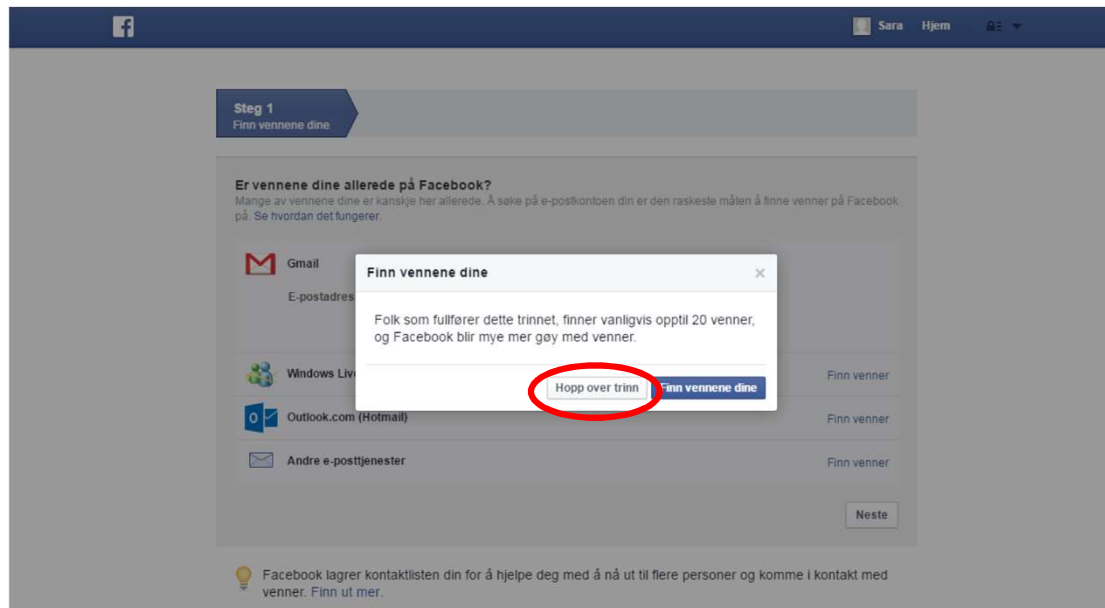 Sara Hjem
Steg 1
Finn vennene dine
Er vennene dine allerede på Facebook?
Mange av vennene dine er kanskje her allerede. Å søke på e-postkontoen din er den raskeste måten å finne venner på Facebook
på. Se hvordan det fungerer.
Gmail
E-postadres
Finn vennene dine
Folk som fullfører dette trinnet, finner vanligvis opptil 20 venner,
og Facebook blir mye mer gøy med venner.
Hopp over trinn Finn vennene dine
Windows Liv Finn venner
Outlook.com (Hotmail) Finn venner
Andre e-posttjenester Finn venner
Neste
Facebook lagrer kontaktlisten din for å hjelpe deg med å nå ut til flere personer og komme i kontakt med
venner. Finn ut mer.